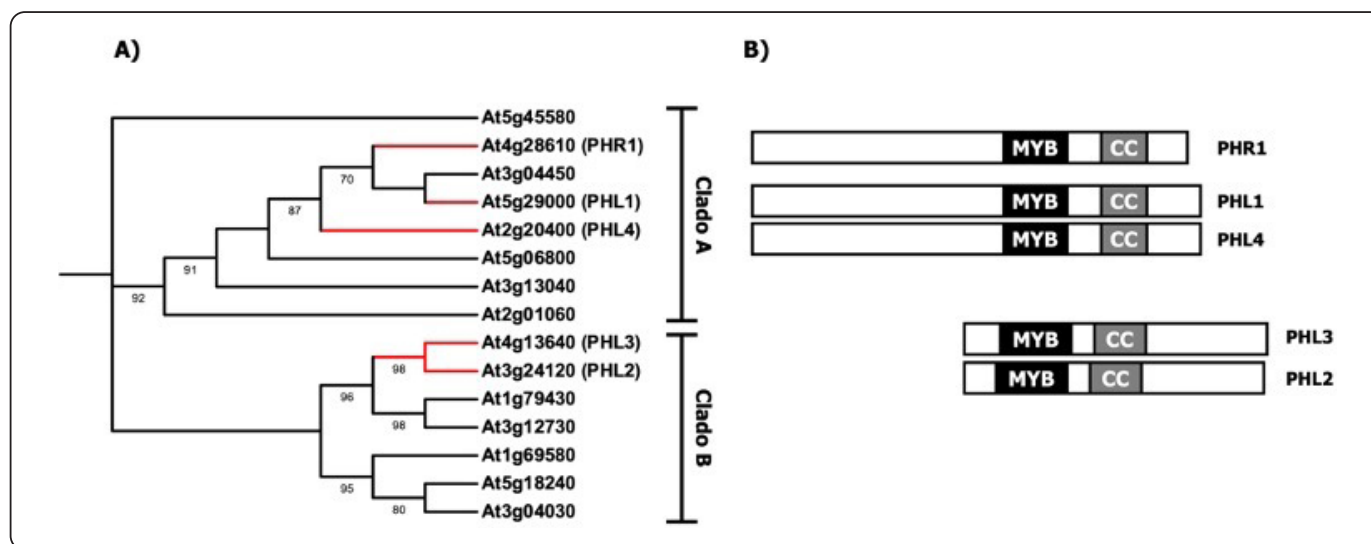 A)
At5g45580
At4g28610 (PHR1)
70
At3g04450
At5g29000 (PHL1)
87
At2g20400 (PHL4)
At5g06800
91
At3g13040
92
At2g01060
Clado A
At4g13640 (PHL3)
98
At3g24120 (PHL2)
96
At1g79430
98
At3g12730
At1g69580
95
At5g18240
80
At3g04030
Clado B
B)
MYB CC PHR1
MYB CC PHL1
MYB CC PHL4
MYB CC PHL3
MYB CC PHL2